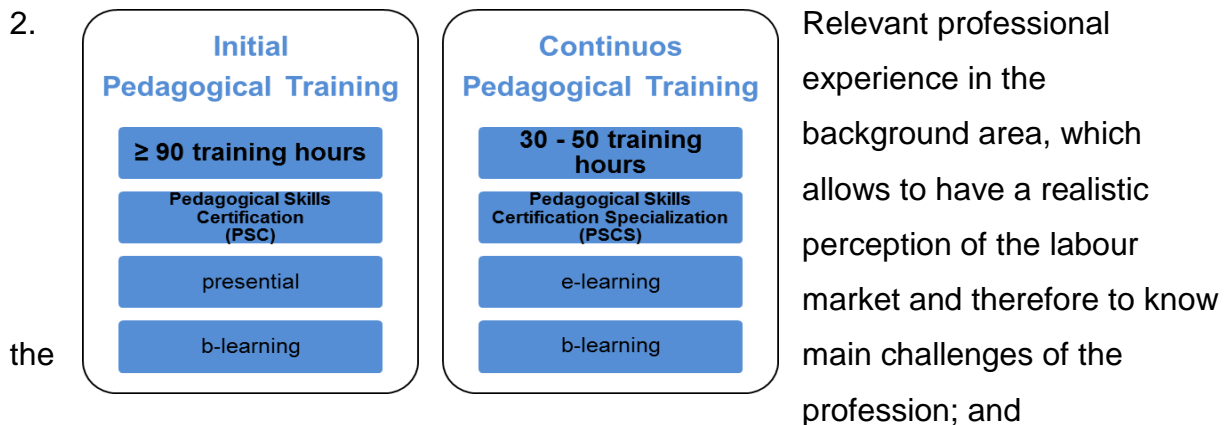 2.
Initial
Pedagogical Training
≥ 90 training hours
Pedagogical Skills
Certification
(PSC)
presential
b-learning
Continuos
Pedagogical Training
30 - 50 training
hours
Pedagogical Skills
Certification Specialization
(PSCS)
e-learning
b-learning
Relevant professional
experience in the
background area, which
allows to have a realistic
perception of the labour
market and therefore to know
the main challenges of the
profession; and